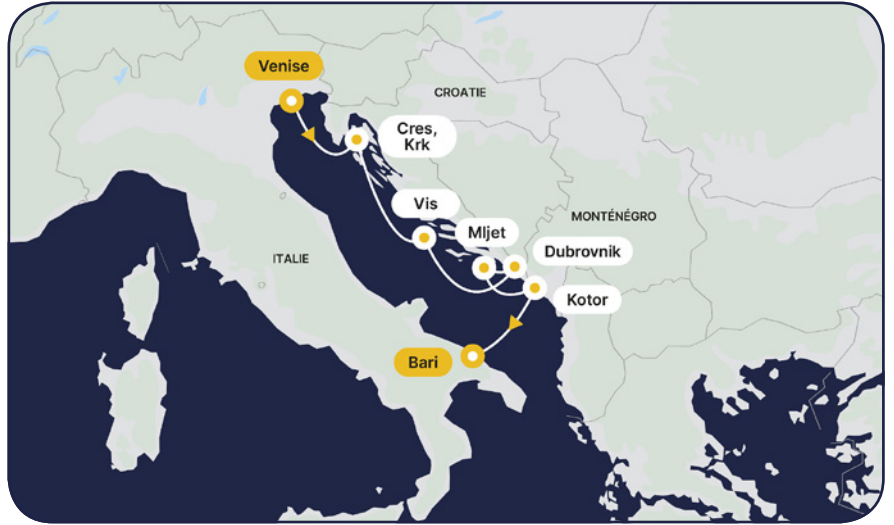 Venise
CROATIE
Cres,
Krk
Vis
MONTÉNÉGRO
Mljet
Dubrovnik
ITALIE
Kotor
Bari